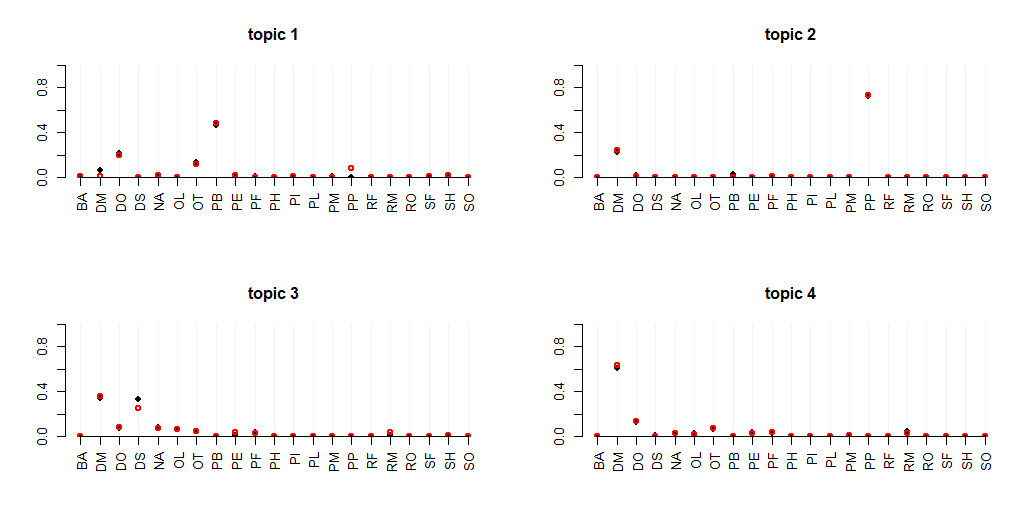 topic 1
0.0 0.4 0.8
BA DM DO DS NA OL OT PB PE PF PH PI PL PM PP RF RM RO SF SH SO
topic 2
0.0 0.4 0.8
BA DM DO DS NA OL OT PB PE PF PH PI PL PM PP RF RM RO SF SH SO
topic 3
0.0 0.4 0.8
BA DM DO DS NA OL OT PB PE PF PH PI PL PM PP RF RM RO SF SH SO
topic 4
0.0 0.4 0.8
BA DM DO DS NA OL OT PB PE PF PH PI PL PM PP RF RM RO SF SH SO